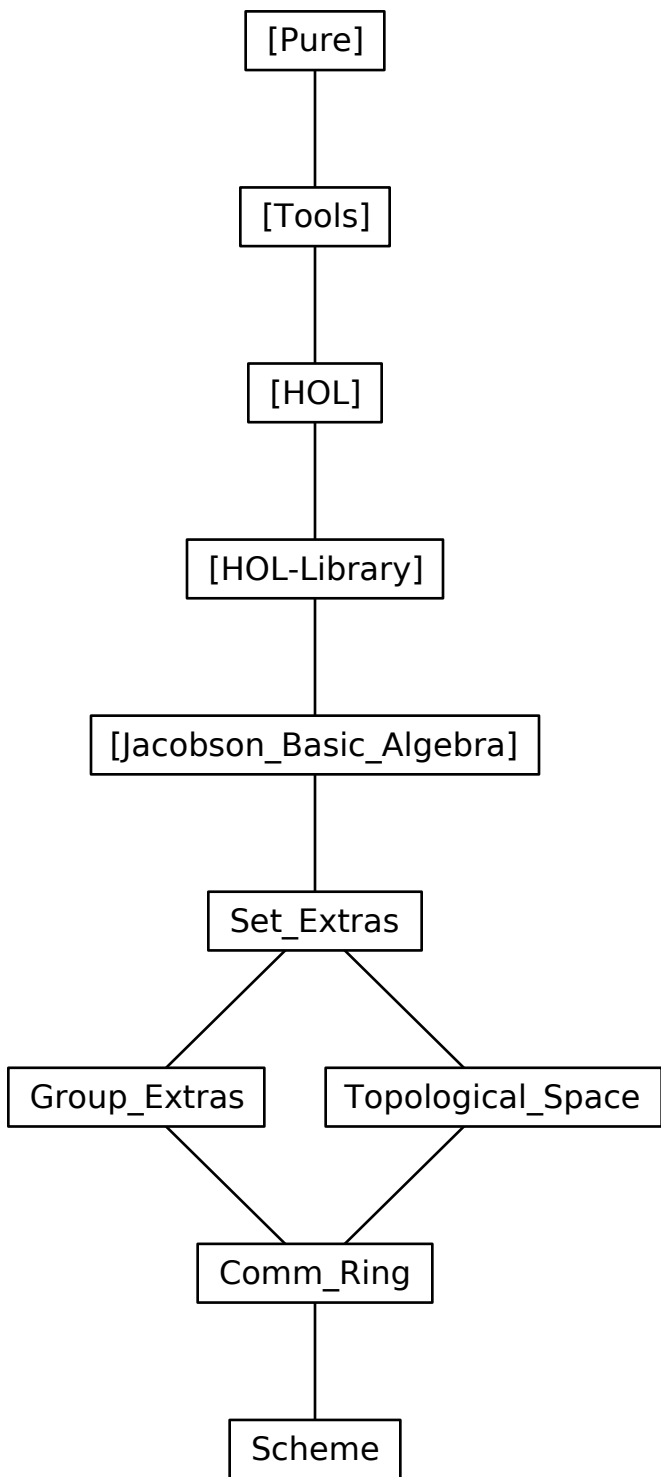 [Pure]
[Tools]
[HOL]
[HOL-Library]
[Jacobson_Basic_Algebra]
Set_Extras
Group_Extras
Topological_Space
Comm_Ring
Scheme